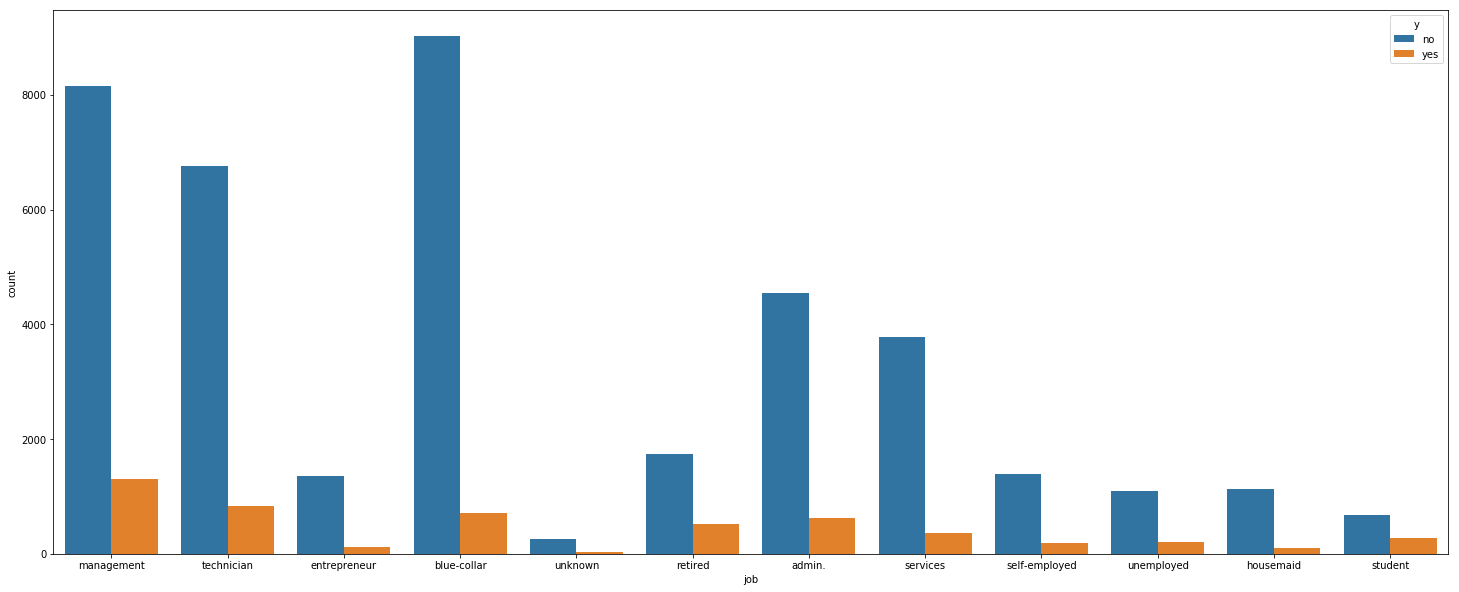 y
no
yes
8000
6000
4000
2000
0
count
management technician entrepreneur blue-collar unknown retired admin. services self-employed unemployed housemaid student
job